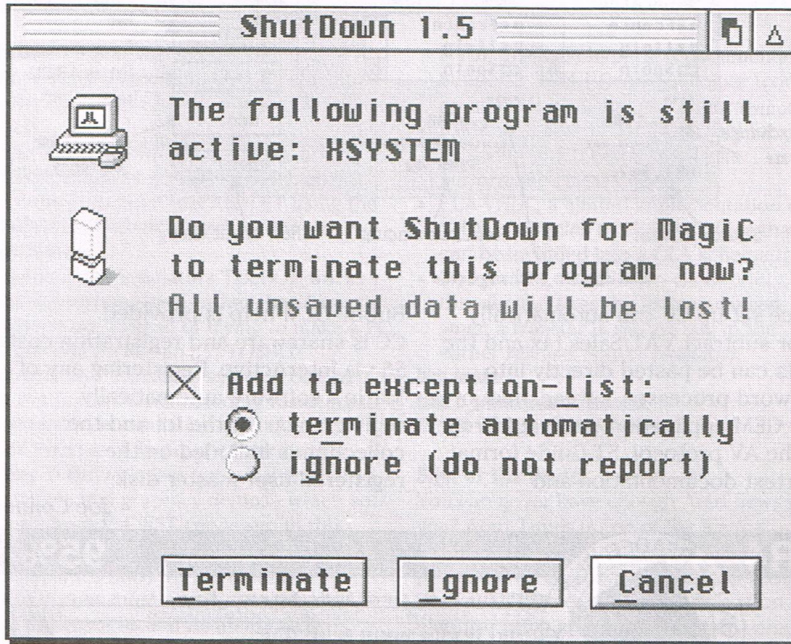 ShutDown 1.5
The following program is still
active: XSYSTEM
Do you want ShutDown for MagiC
to terminate this program now?
All unsaved data will be lost!
Add to exception-list:
terminate automatically
ignore (do not report)
Terminate
Ignore
Cancel